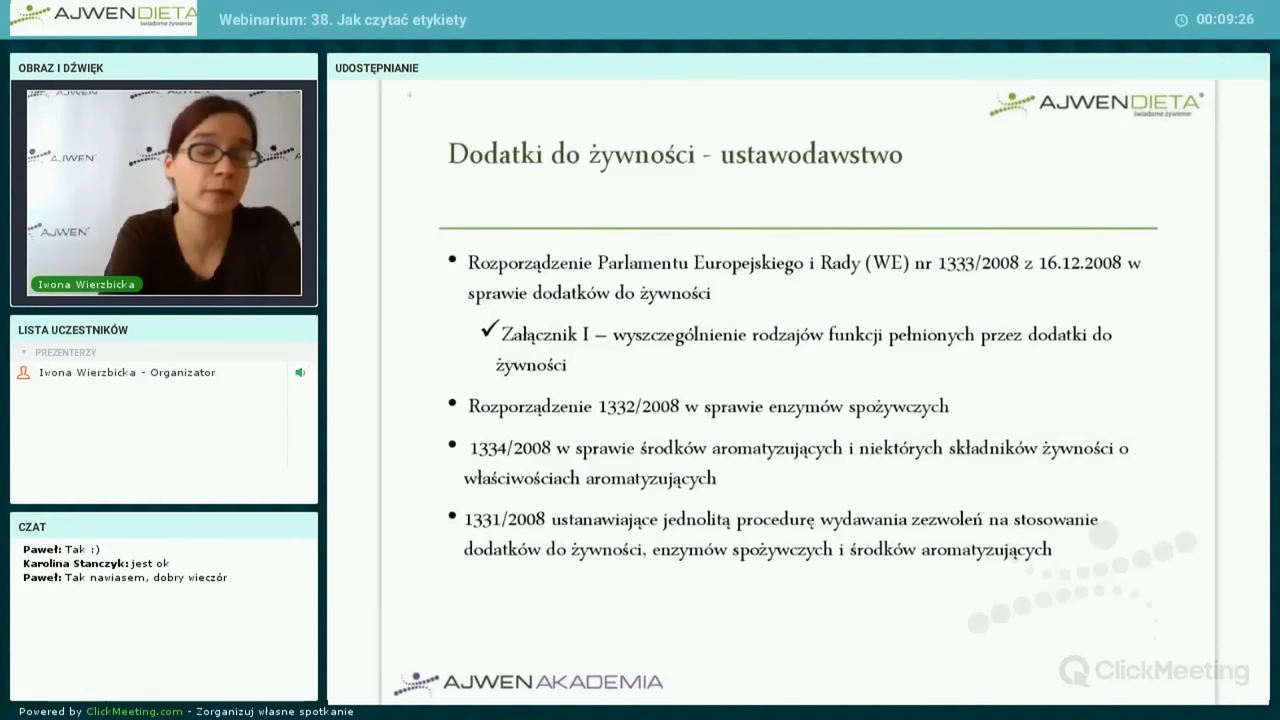 AJWENDIETA
świadome żywienie
Webinarium: 38. Jak czytać etykiety
00:09:26
OBRAZ I DŹWIĘK
AJWEN
AJWEN
Iwona Wierzbicka
LISTA UCZESTNIKÓW
PREZENTERZY
Iwona Wierzbicka - Organizator
CZAT
Paweł: Tak :)
Karolina Stanczyk: jest ok
Paweł: Tak nawiasem, dobry wieczór
UDOSTĘPNIANIE
4
AJWENDIETA®
świadome żywienie
Dodatki do żywności - ustawodawstwo
• Rozporządzenie Parlamentu Europejskiego i Rady (WE) nr 1333/2008 z 16.12.2008 w
sprawie dodatków do żywności
✓Załącznik I – wyszczególnienie rodzajów funkcji pełnionych przez dodatki do
żywności
• Rozporządzenie 1332/2008 w sprawie enzymów spożywczych
• 1334/2008 w sprawie środków aromatyzujących i niektórych składników żywności o
właściwościach aromatyzujących
• 1331/2008 ustanawiające jednolitą procedurę wydawania zezwoleń na stosowanie
dodatków do żywności, enzymów spożywczych i środków aromatyzujących
AJWENAKADEMIA
ClickMeeting
Powered by ClickMeeting.com - Zorganizuj własne spotkanie